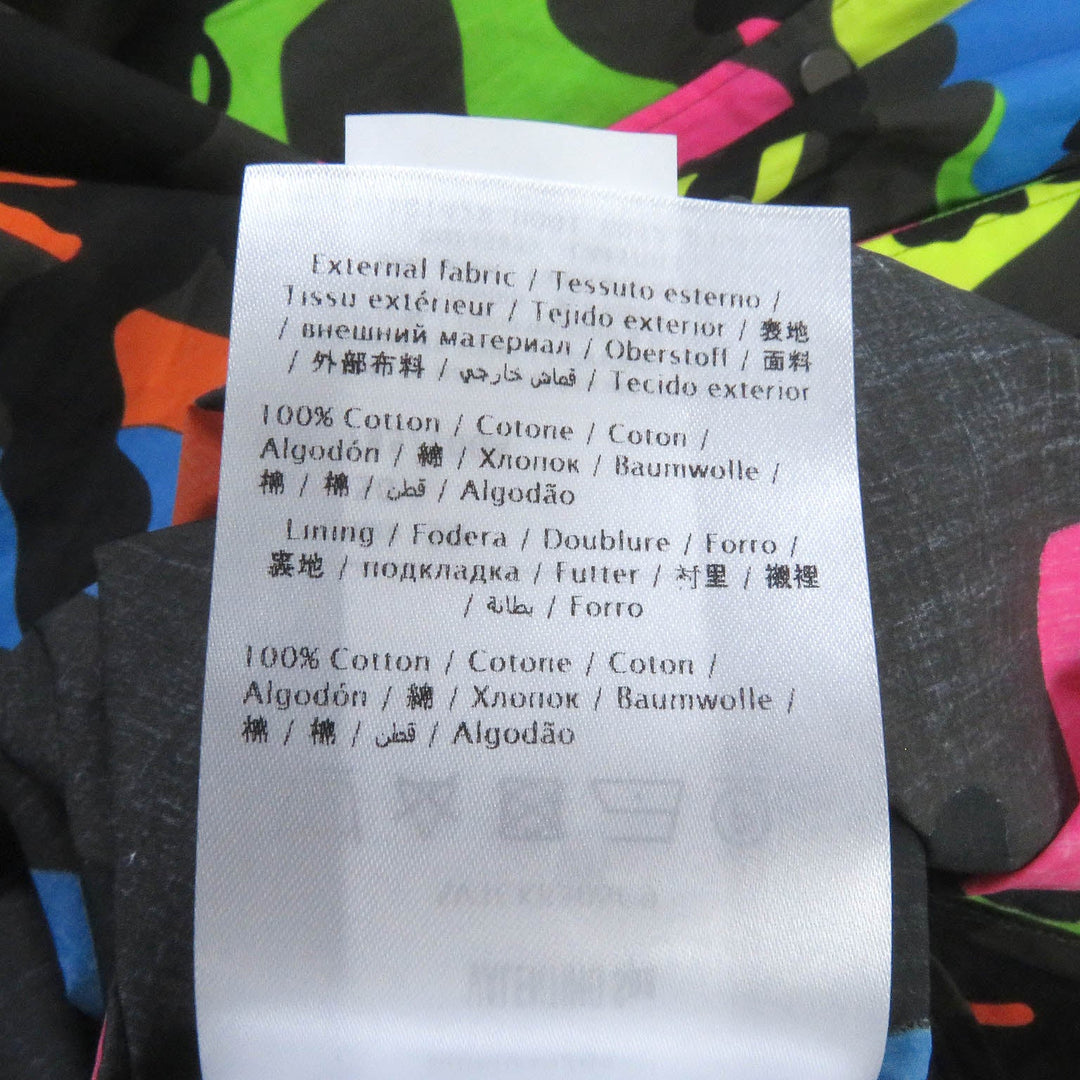 External fabric / Tessuto esterno /
Tissu extérieur / Tejido exterior / 表地
/ внешний материал / Oberstoff / 面料
/ 外部布料 / قماش خارجي / Tecido exterior
100% Cotton / Cotone / Coton /
Algodón / 綿 / Хлопок / Baumwolle /
棉 / 棉 / قطن / Algodão
Lining / Fodera / Doublure / Forro /
裏地 / подкладка / Futter / 衬里 / 襯裡
/ بطانة / Forro
100% Cotton / Cotone / Coton /
Algodón / 綿 / Хлопок / Baumwolle /
棉 / 棉 / قطن / Algodão